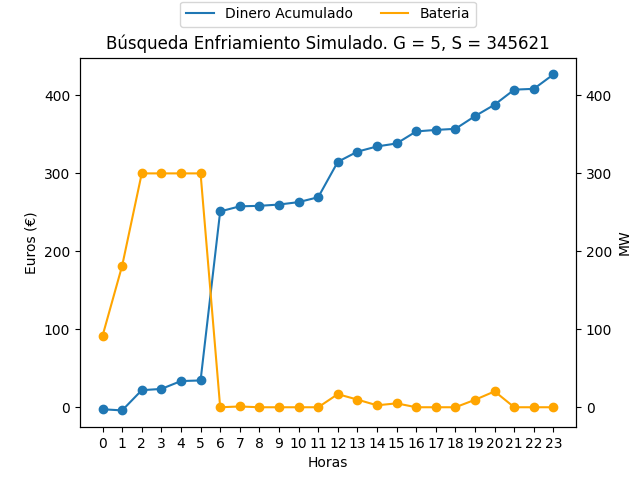 Dinero Acumulado Bateria
Búsqueda Enfriamiento Simulado. G = 5, S = 345621
400 400
300 300
200 200
100 100
0 0
Euros (€)
MW
0 1 2 3 4 5 6 7 8 9 10 11 12 13 14 15 16 17 18 19 20 21 22 23
Horas